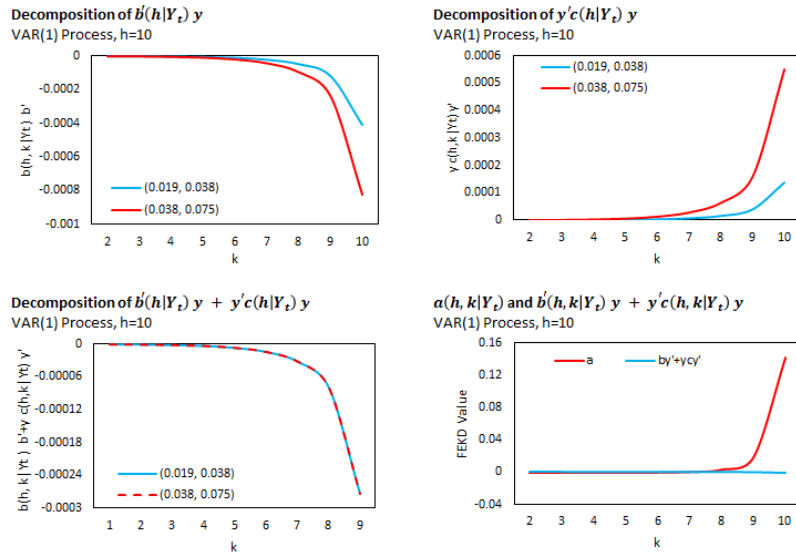 Decomposition of b′(h|Yₜ) y
VAR(1) Process, h=10
b(h, k|Yt ) b'
0
-0.0002
-0.0004
-0.0006
-0.0008
-0.001
(0.019, 0.038)
(0.038, 0.075)
2 3 4 5 6 7 8 9 10
k
Decomposition of y′c(h|Yₜ) y
VAR(1) Process, h=10
y c(h,k|Yt) y'
0.0006
0.0005
0.0004
0.0003
0.0002
0.0001
0
(0.019, 0.038)
(0.038, 0.075)
2 3 4 5 6 7 8 9 10
k
Decomposition of b′(h|Yₜ) y + y′c(h|Yₜ) y
VAR(1) Process, h=10
b(h, k|Yt ) b'+y c(h,k|Yt) y'
0
-0.00006
-0.00012
-0.00018
-0.00024
-0.0003
(0.019, 0.038)
(0.038, 0.075)
1 2 3 4 5 6 7 8 9
k
a(h, k|Yₜ) and b′(h, k|Yₜ) y + y′c(h, k|Yₜ) y
VAR(1) Process, h=10
FEKD Value
0.16
0.12
0.08
0.04
0
-0.04
a
by'+ycy'
2 3 4 5 6 7 8 9 10
k